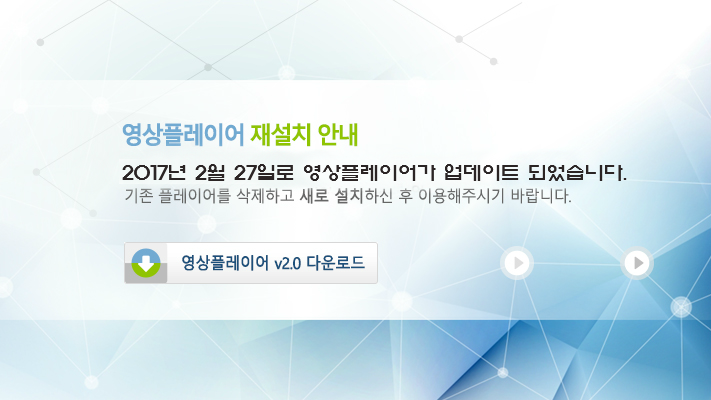 영상플레이어 재설치 안내
2017년 2월 27일로 영상플레이어가 업데이트 되었습니다.
기존 플레이어를 삭제하고 새로 설치하신 후 이용해주시기 바랍니다.
영상플레이어 v2.0 다운로드